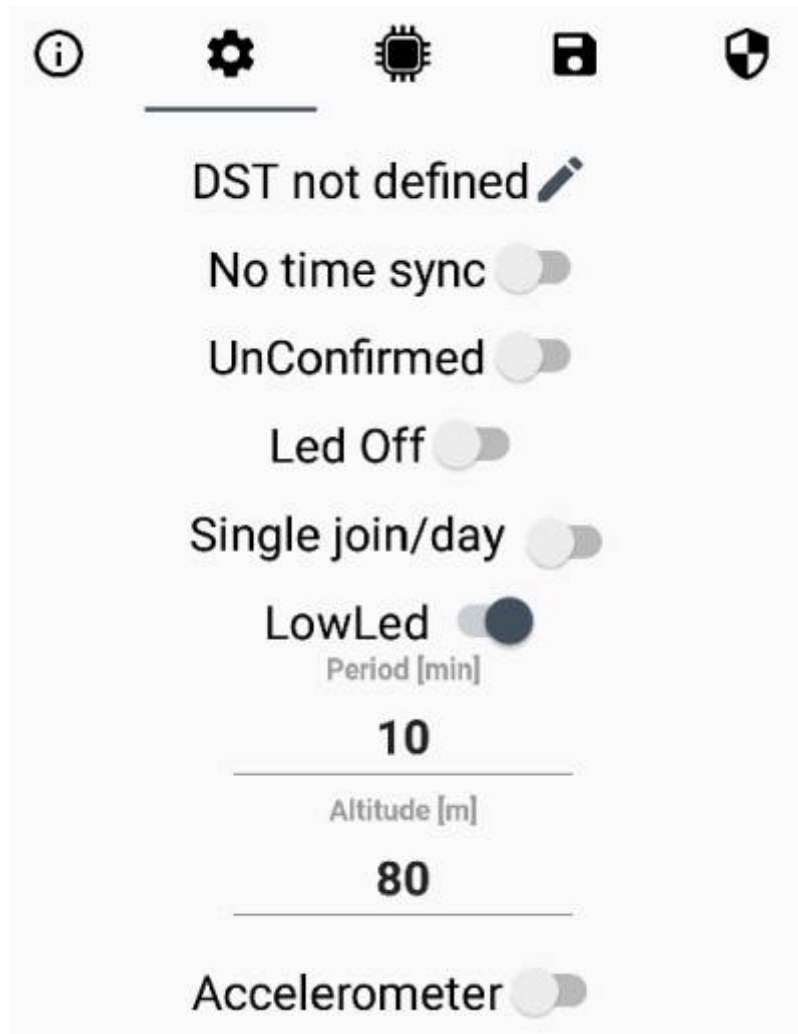 DST not defined
No time sync
UnConfirmed
Led Off
Single join/day
LowLed
Period [min]
10
Altitude [m]
80
Accelerometer